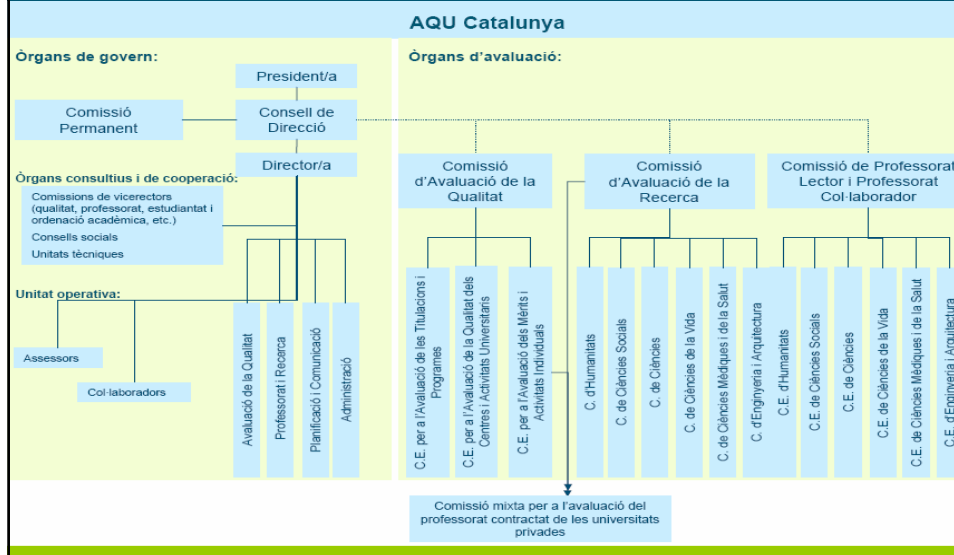 AQU Catalunya
Òrgans de govern:
President/a
Comissió
Permanent
Consell de
Direcció
Director/a
Òrgans consultius i de cooperació:
Comissions de vicerectors
(qualitat, professorat, estudiantat i
ordenació acadèmica, etc.)
Consells socials
Unitats tècniques
Unitat operativa:
Assessors
Col·laboradors
Avaluació de la Qualitat
Professorat i Recerca
Planificació i Comunicació
Administració
Òrgans d'avaluació:
Comissió
d'Avaluació de la
Qualitat
Comissió
d'Avaluació de la
Recerca
Comissió de Professorat
Lector i Professorat
Col·laborador
C.E. per a l'Avaluació de les Titulacions i
Programes
C.E. per a l'Avaluació de la Qualitat dels
Centres i Activitats Universitaris
C.E. per a l'Avaluació dels Mèrits i
Activitats Individuals
C. d'Humanitats
C. de Ciències Socials
C. de Ciències
C. de Ciències de la Vida
C. de Ciències Mèdiques i de la Salut
C. d'Enginyeria i Arquitectura
C.E. d'Humanitats
C.E. de Ciències Socials
C.E. de Ciències
C.E. de Ciències de la Vida
C.E. de Ciències Mèdiques i de la Salut
C.E. d'Enginyeria i Arquitectura
Comissió mixta per a l'avaluació del
professorat contractat de les universitats
privades